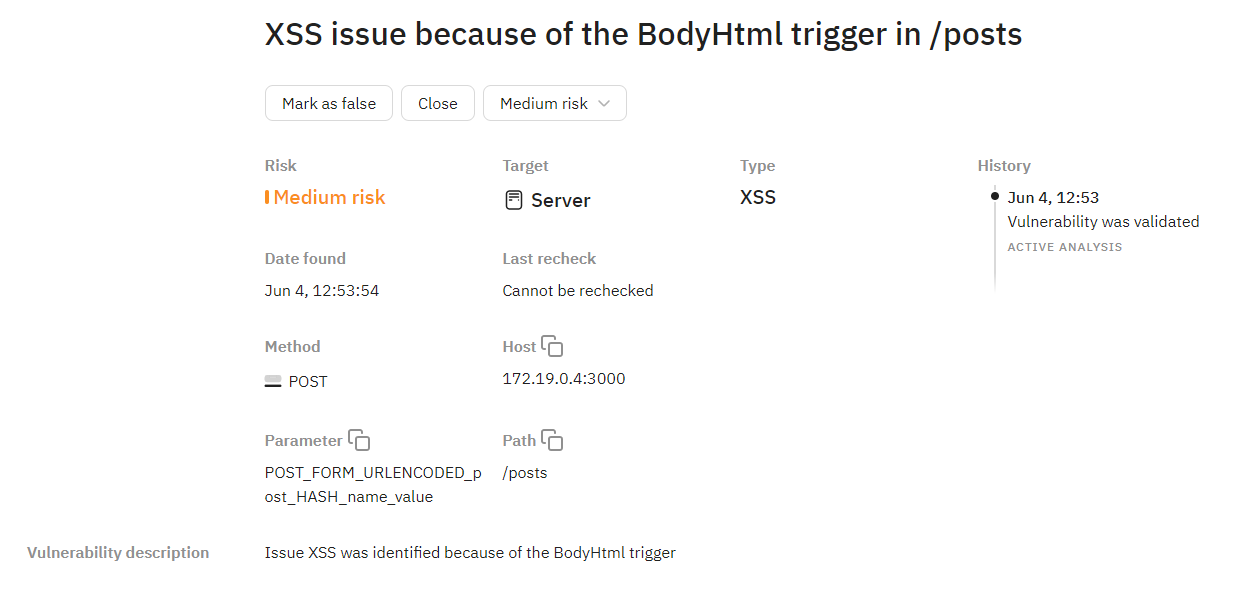 XSS issue because of the BodyHtml trigger in /posts
Mark as false
Close
Medium risk
Risk
Target
Type
History
Medium risk
Server
XSS
Jun 4, 12:53
Vulnerability was validated
ACTIVE ANALYSIS
Date found
Last recheck
Jun 4, 12:53:54
Cannot be rechecked
Method
Host
POST
172.19.0.4:3000
Parameter
Path
POST_FORM_URLENCODED_p
ost_HASH_name_value
/posts
Vulnerability description
Issue XSS was identified because of the BodyHtml trigger